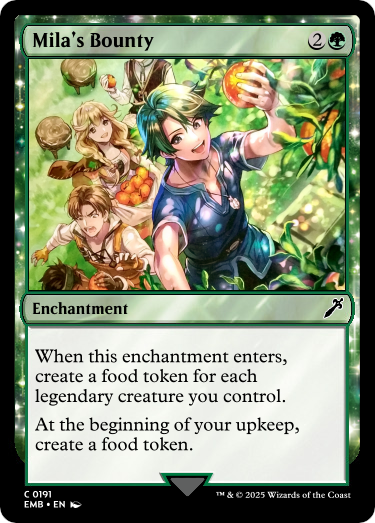 Mila's Bounty 2
Enchantment
When this enchantment enters,
create a food token for each
legendary creature you control.
At the beginning of your upkeep,
create a food token.
C 0191
EMB • EN
™ & © 2025 Wizards of the Coast